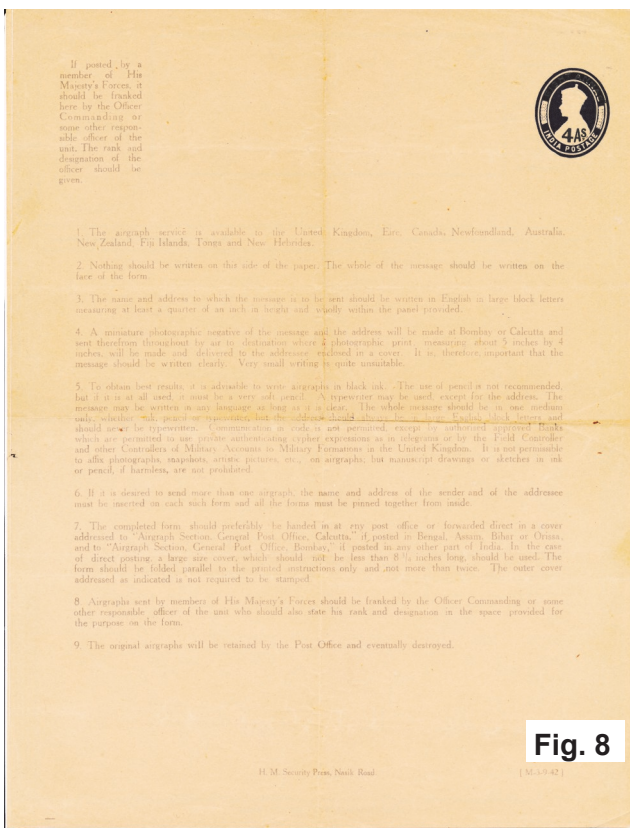 If posted by a
member of His
Majesty's Forces, it
should be franked
here by the Officer
Commanding or
some other respon-
sible officer of the
unit. The rank and
designation of the
officer should be
given.
4 AS
INDIA POSTAGE
1. The airgraph service is available to the United Kingdom, Eire, Canada, Newfoundland, Australia,
New Zealand, Fiji Islands, Tonga and New Hebrides.
2. Nothing should be written on this side of the paper. The whole of the message should be written on the
face of the form
3. The name and address to which the message is to be sent should be written in English in large block letters
measuring at least a quarter of an inch in height and wholly within the panel provided.
4. A miniature photographic negative of the message and the address will be made at Bombay or Calcutta and
sent therefrom throughout by air to destination where a photographic print measuring about 5 inches by 4
inches, will be made and delivered to the addressee enclosed in a cover. It is, therefore, important that the
message should be written clearly. Very small writing is quite unsuitable.
5. To obtain best results, it is advisable to write airgraphs in black ink. The use of pencil is not recommended,
but if it is at all used, it must be a very soft pencil. A typewriter may be used, except for the address. The
message may be written in any language as long as it is clear. The whole message should be in one medium
only, whether ink, pencil or typewriter, but the address should always be in large English block letters and
should never be typewritten. Communication in code is not permitted, except for authorised approved Banks
which are permitted to use private authenticating cypher expressions as in telegrams or by the Field Controller
and other Controllers of Military Accounts to Military Formations in the United Kingdom. It is not permissible
to affix photographs, snapshots, artistic pictures, etc., on airgraphs, but manuscript drawings or sketches in ink
or pencil, if harmless, are not prohibited.
6. If it is desired to send more than one airgraph, the name and address of the sender and of the addressee
must be inserted on each such form and all the forms must be pinned together from inside.
7. The completed form should preferably be handed in at any post office or forwarded direct in a cover
addressed to "Airgraph Section, General Post Office, Calcutta," if posted in Bengal, Assam, Bihar or Orissa,
and to "Airgraph Section, General Post Office, Bombay," if posted in any other part of India. In the case
of direct posting, a large size cover, which should not be less than 8 inches long, should be used. The
form should be folded parallel to the printed instructions only and not more than twice. The outer cover
addressed as indicated is not required to be stamped.
8. Airgraphs sent by members of His Majesty's Forces should be franked by the Officer Commanding or some
other responsible officer of the unit who should also state his rank and designation in the space provided for
the purpose on the form.
9. The original airgraphs will be retained by the Post Office and eventually destroyed.
Fig. 8
H. M. Security Press, Nasik Road